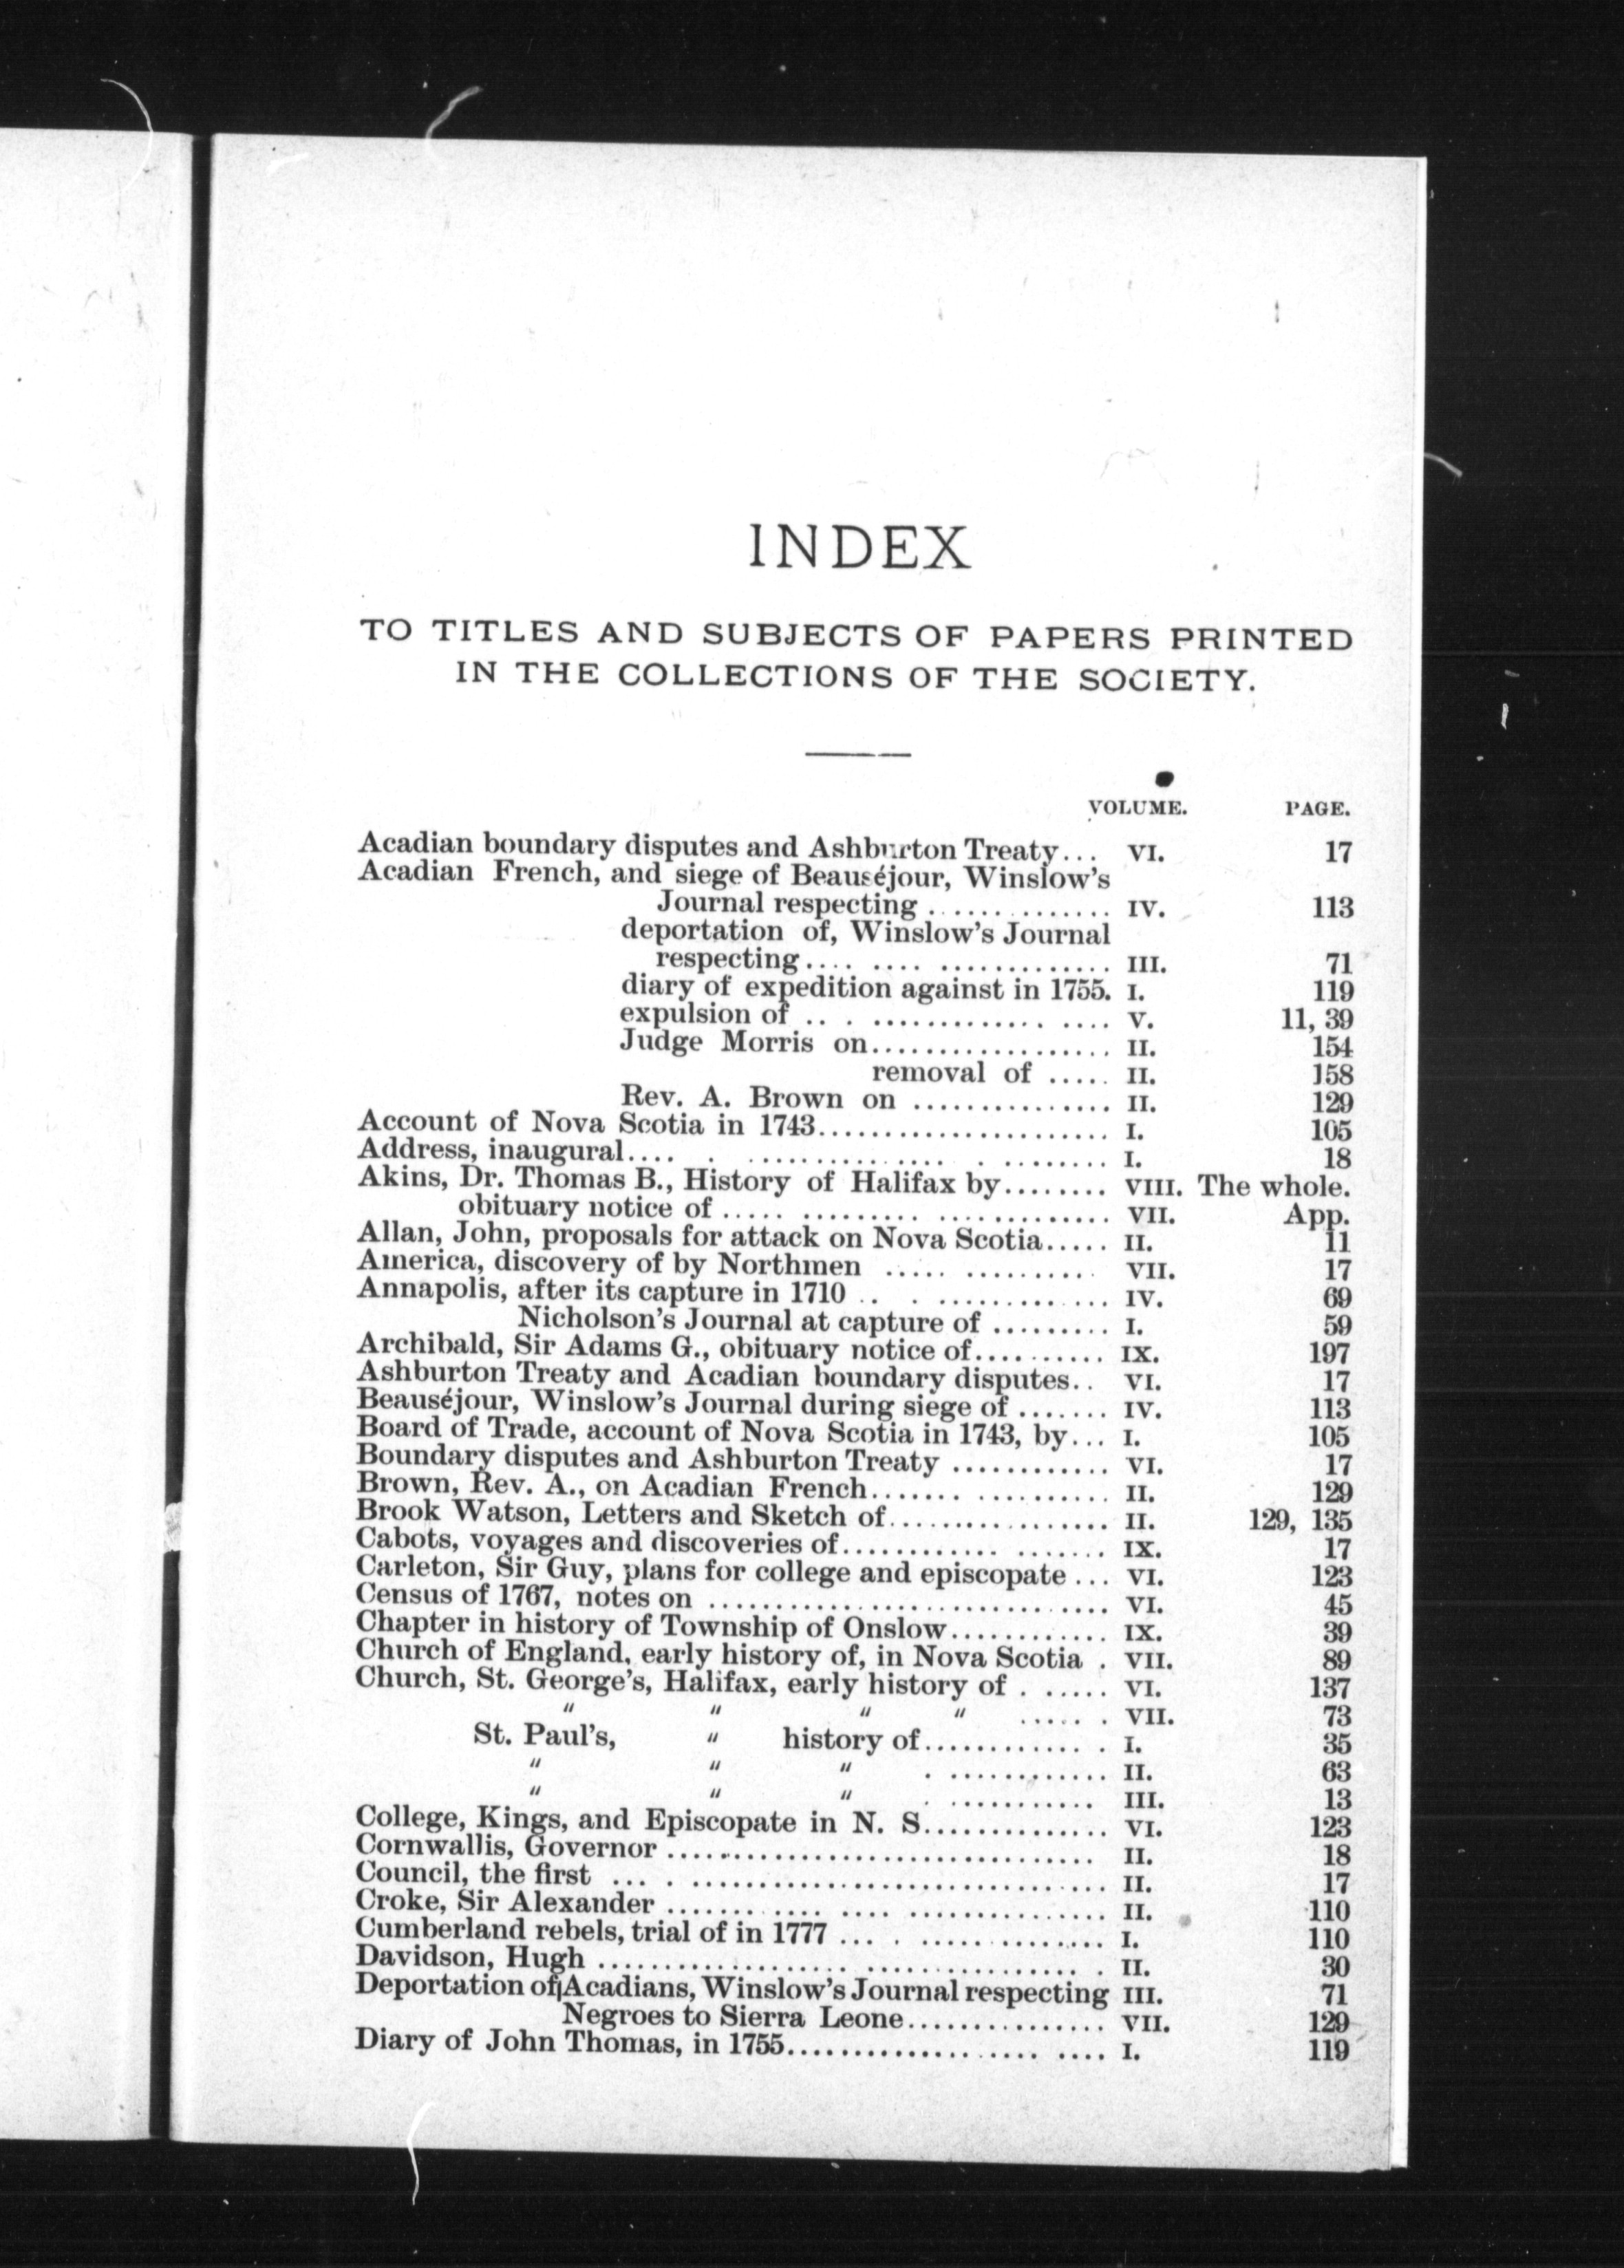 INDEX
TO TITLES AND SUBJECTS OF PAPERS PRINTED
IN THE COLLECTIONS OF THE SOCIETY.
VOLUME. PAGE.
Acadian boundary disputes and Ashburton Treaty... VI. 17
Acadian French, and siege of Beauséjour, Winslow's
Journal respecting .............. IV. 113
deportation of, Winslow's Journal
respecting.... .... ............. III. 71
diary of expedition against in 1755. I. 119
expulsion of .. . ............. .... V. 11, 39
Judge Morris on.................. II. 154
removal of ..... II. 158
Rev. A. Brown on ............... II. 129
Account of Nova Scotia in 1743...................... I. 105
Address, inaugural.... . .............. . ........ I. 18
Akins, Dr. Thomas B., History of Halifax by........ VIII. The whole.
obituary notice of ..... .......... ............. VII. App.
Allan, John, proposals for attack on Nova Scotia..... II. 11
America, discovery of by Northmen ..... .......... VII. 17
Annapolis, after its capture in 1710 .. . ............. IV. 69
Nicholson's Journal at capture of ......... I. 59
Archibald, Sir Adams G., obituary notice of.......... IX. 197
Ashburton Treaty and Acadian boundary disputes.. VI. 17
Beauséjour, Winslow's Journal during siege of ....... IV. 113
Board of Trade, account of Nova Scotia in 1743, by... I. 105
Boundary disputes and Ashburton Treaty ............ VI. 17
Brown, Rev. A., on Acadian French....... .......... II. 129
Brook Watson, Letters and Sketch of................. II. 129, 135
Cabots, voyages and discoveries of............ ....... IX. 17
Carleton, Sir Guy, plans for college and episcopate ... VI. 123
Census of 1767, notes on .............................. VI. 45
Chapter in history of Township of Onslow............ IX. 39
Church of England, early history of, in Nova Scotia . VII. 89
Church, St. George's, Halifax, early history of . ..... VI. 137
" " " " ..... . VII. 73
St. Paul's, " history of............. . I. 35
" " " . ............ II. 63
" " " . ........... III. 13
College, Kings, and Episcopate in N. S.............. VI. 123
Cornwallis, Governor ................................ II. 18
Council, the first ... . ............................... II. 17
Croke, Sir Alexander ............ .... ............... II. 110
Cumberland rebels, trial of in 1777 ... . .............. I. 110
Davidson, Hugh ................... ................ . II. 30
Deportation of Acadians, Winslow's Journal respecting III. 71
Negroes to Sierra Leone............... VII. 129
Diary of John Thomas, in 1755................... .... I. 119